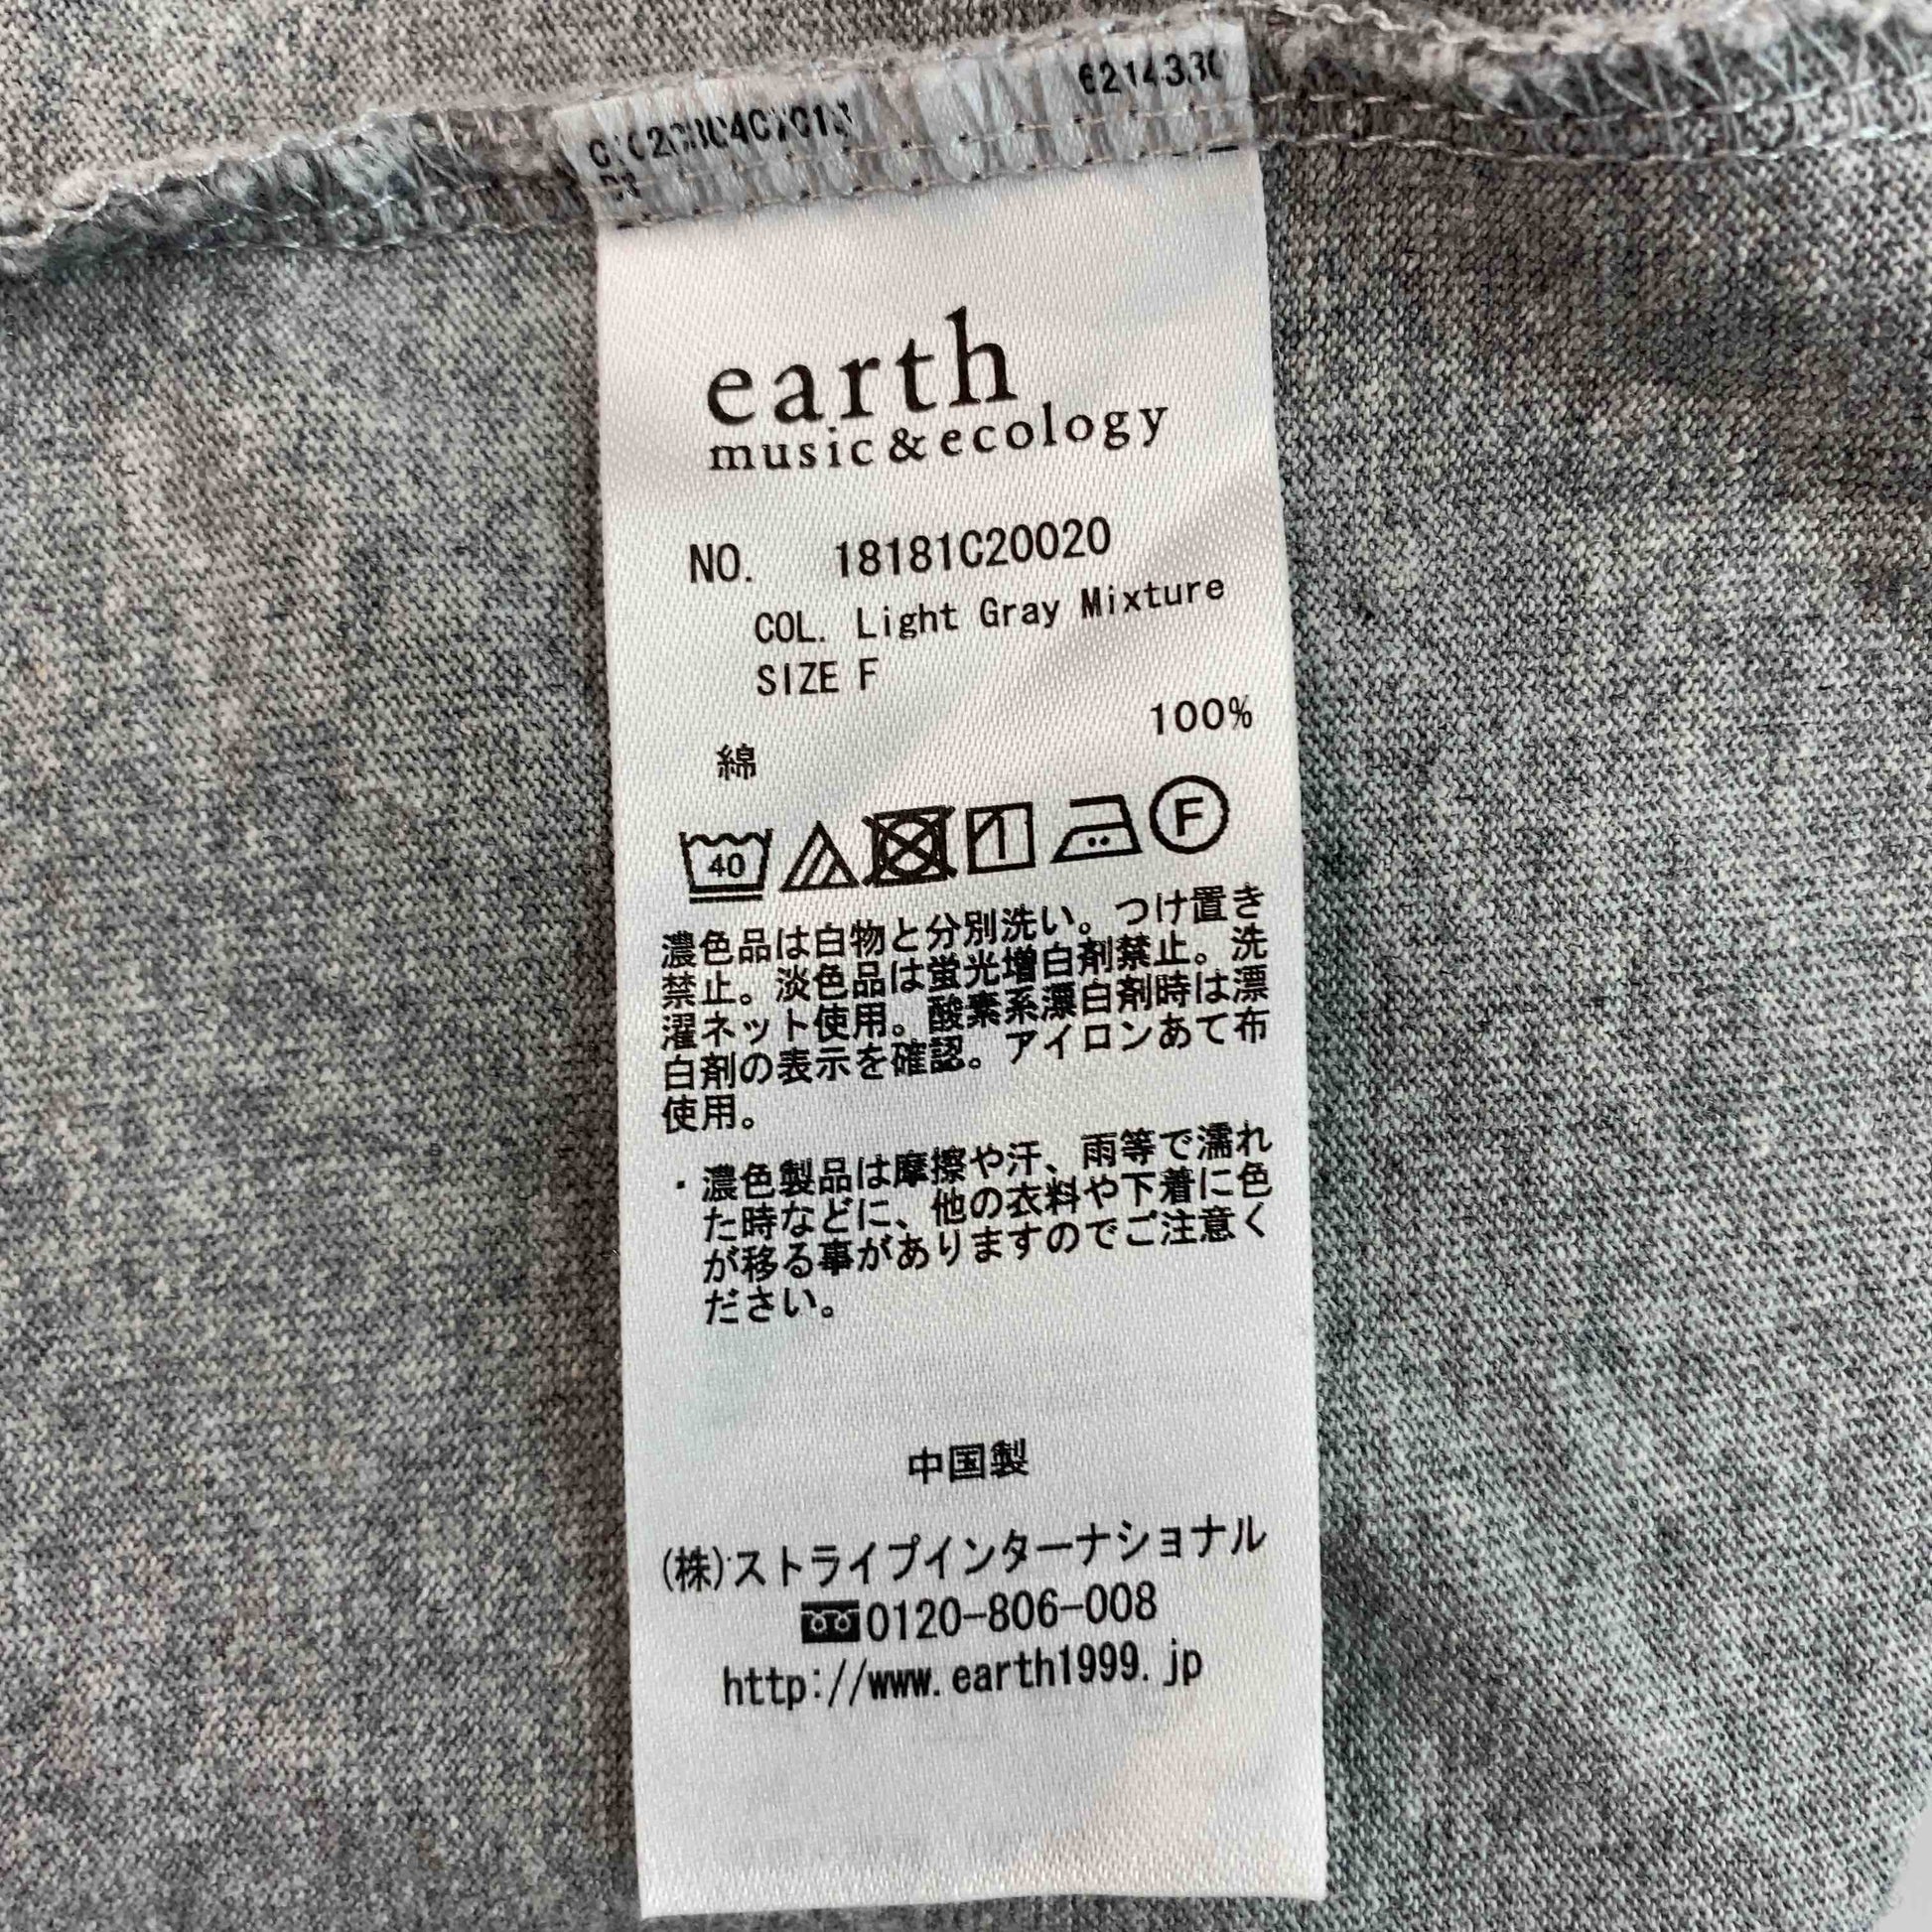 earth
music & ecology
NO. 18181C20020
COL. Light Gray Mixture
SIZE F
綿 100%
40 1 F
濃色品は白物と分別洗い。つけ置き
禁止。淡色品は蛍光増白剤禁止。洗
濯ネット使用。酸素系漂白剤時は漂
白剤の表示を確認。アイロンあて布
使用。
・濃色製品は摩擦や汗、雨等で濡れ
た時などに、他の衣料や下着に色
が移る事がありますのでご注意く
ださい。
中国製
(株)ストライプインターナショナル
0120-806-008
http://www.earth1999.jp